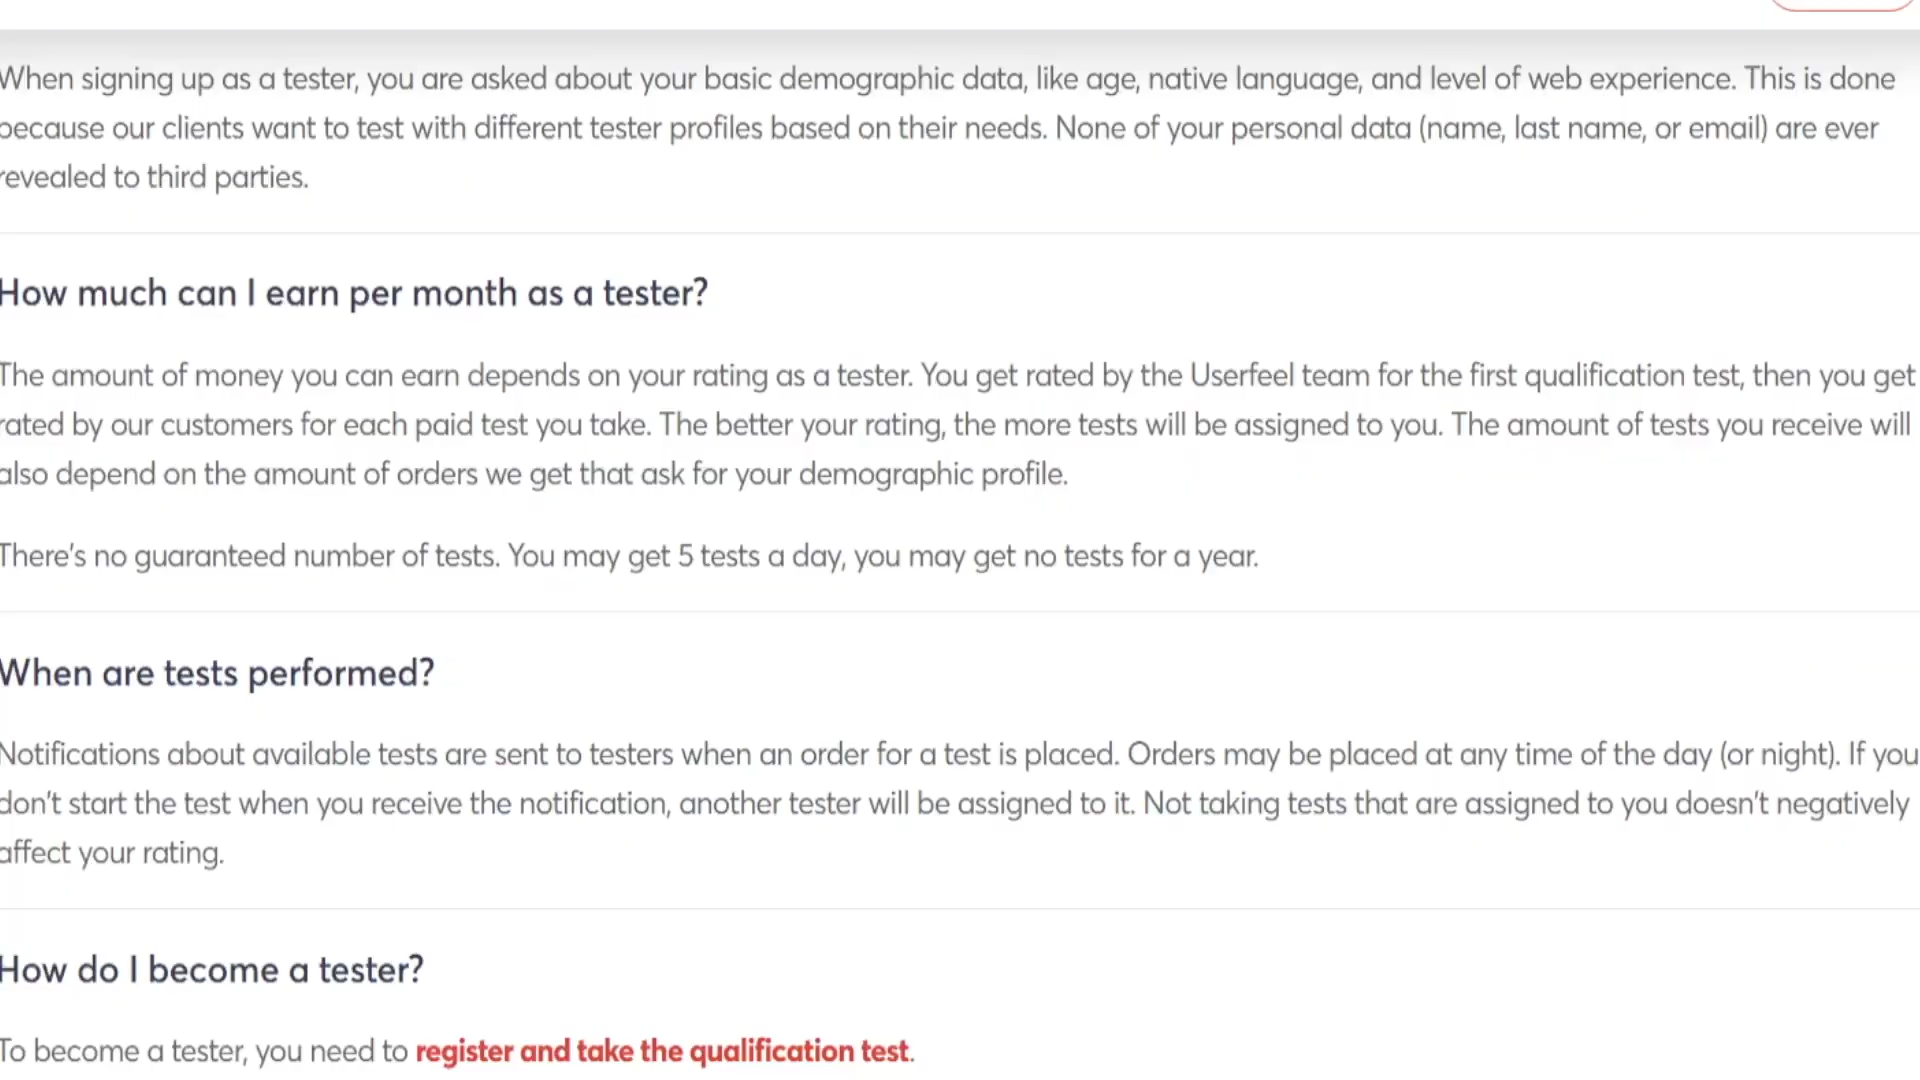 When signing up as a tester, you are asked about your basic demographic data, like age, native language, and level of web experience. This is done
because our clients want to test with different tester profiles based on their needs. None of your personal data (name, last name, or email) are ever
revealed to third parties.
How much can I earn per month as a tester?
The amount of money you can earn depends on your rating as a tester. You get rated by the Userfeel team for the first qualification test, then you get
rated by our customers for each paid test you take. The better your rating, the more tests will be assigned to you. The amount of tests you receive will
also depend on the amount of orders we get that ask for your demographic profile.
There's no guaranteed number of tests. You may get 5 tests a day, you may get no tests for a year.
When are tests performed?
Notifications about available tests are sent to testers when an order for a test is placed. Orders may be placed at any time of the day (or night). If you
don't start the test when you receive the notification, another tester will be assigned to it. Not taking tests that are assigned to you doesn't negatively
affect your rating.
How do I become a tester?
To become a tester, you need to register and take the qualification test.